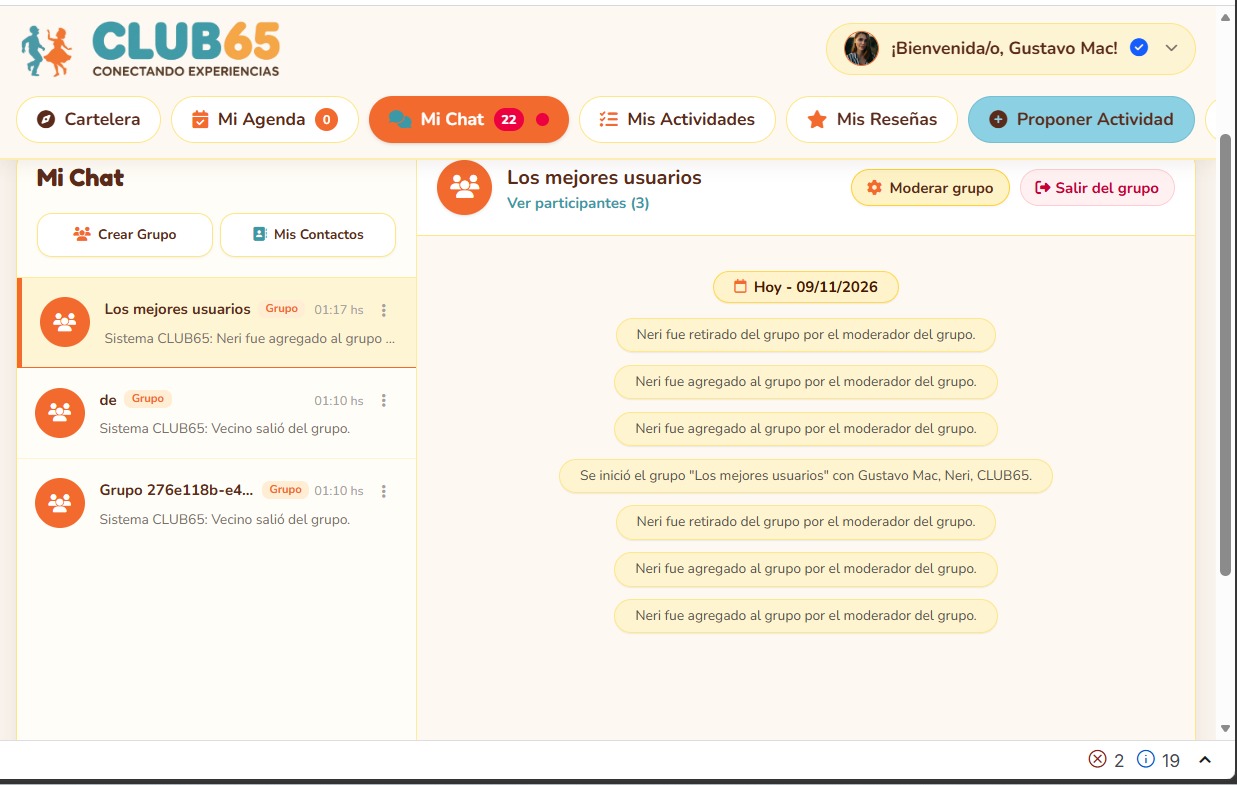 CLUB65
CONECTANDO EXPERIENCIAS
¡Bienvenida/o, Gustavo Mac!
Cartelera
Mi Agenda 0
Mi Chat 22
Mis Actividades
Mis Reseñas
Proponer Actividad
Mi Chat
Crear Grupo
Mis Contactos
Los mejores usuarios Grupo 01:17 hs
Sistema CLUB65: Neri fue agregado al grupo ...
de Grupo 01:10 hs
Sistema CLUB65: Vecino salió del grupo.
Grupo 276e118b-e4... Grupo 01:10 hs
Sistema CLUB65: Vecino salió del grupo.
Los mejores usuarios
Ver participantes (3)
Moderar grupo
Salir del grupo
Hoy - 09/11/2026
Neri fue retirado del grupo por el moderador del grupo.
Neri fue agregado al grupo por el moderador del grupo.
Neri fue agregado al grupo por el moderador del grupo.
Se inició el grupo "Los mejores usuarios" con Gustavo Mac, Neri, CLUB65.
Neri fue retirado del grupo por el moderador del grupo.
Neri fue agregado al grupo por el moderador del grupo.
Neri fue agregado al grupo por el moderador del grupo.
2 19